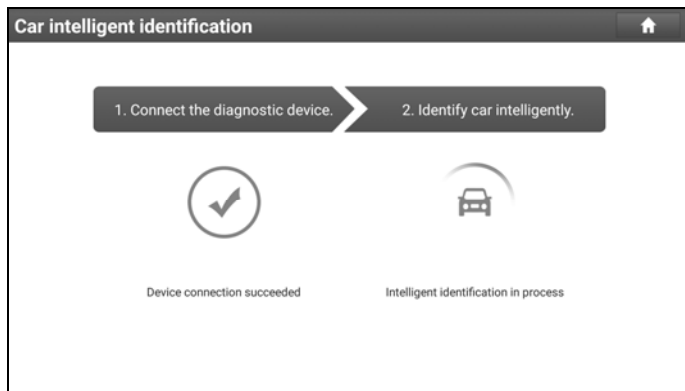 Car intelligent identification
1. Connect the diagnostic device.
2. Identify car intelligently.
Device connection succeeded
Intelligent identification in process